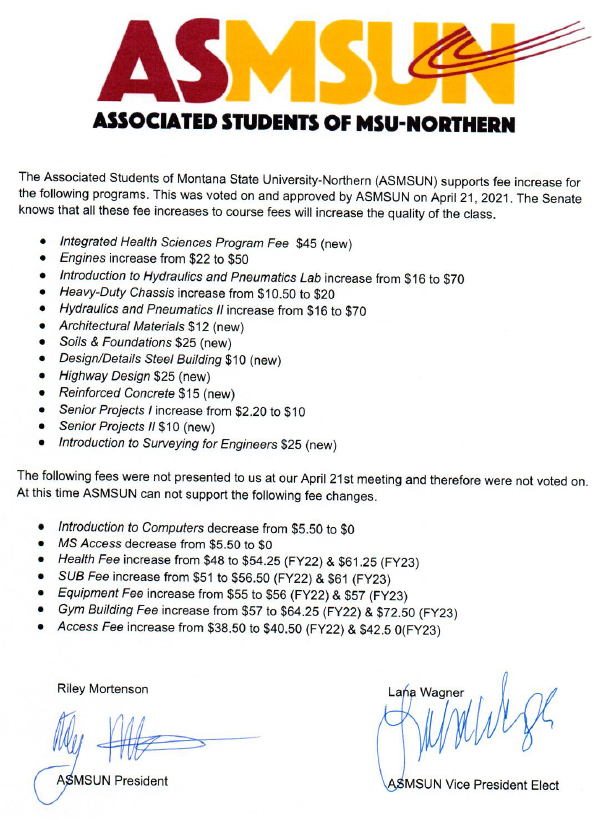 ASMSUN
ASSOCIATED STUDENTS OF MSU-NORTHERN
The Associated Students of Montana State University-Northern (ASMSUN) supports fee increase for
the following programs. This was voted on and approved by ASMSUN on April 21, 2021. The Senate
knows that all these fee increases to course fees will increase the quality of the class.
• Integrated Health Sciences Program Fee $45 (new)
• Engines increase from $22 to $50
• Introduction to Hydraulics and Pneumatics Lab increase from $16 to $70
• Heavy-Duty Chassis increase from $10.50 to $20
• Hydraulics and Pneumatics II increase from $16 to $70
• Architectural Materials $12 (new)
• Soils & Foundations $25 (new)
• Design/Details Steel Building $10 (new)
• Highway Design $25 (new)
• Reinforced Concrete $15 (new)
• Senior Projects I increase from $2.20 to $10
• Senior Projects II $10 (new)
• Introduction to Surveying for Engineers $25 (new)
The following fees were not presented to us at our April 21st meeting and therefore were not voted on.
At this time ASMSUN can not support the following fee changes.
• Introduction to Computers decrease from $5.50 to $0
• MS Access decrease from $5.50 to $0
• Health Fee increase from $48 to $54.25 (FY22) & $61.25 (FY23)
• SUB Fee increase from $51 to $56.50 (FY22) & $61 (FY23)
• Equipment Fee increase from $55 to $56 (FY22) & $57 (FY23)
• Gym Building Fee increase from $57 to $64.25 (FY22) & $72.50 (FY23)
• Access Fee increase from $38.50 to $40.50 (FY22) & $42.5 0(FY23)
Riley Mortenson
Lana Wagner
ASMSUN President
ASMSUN Vice President Elect